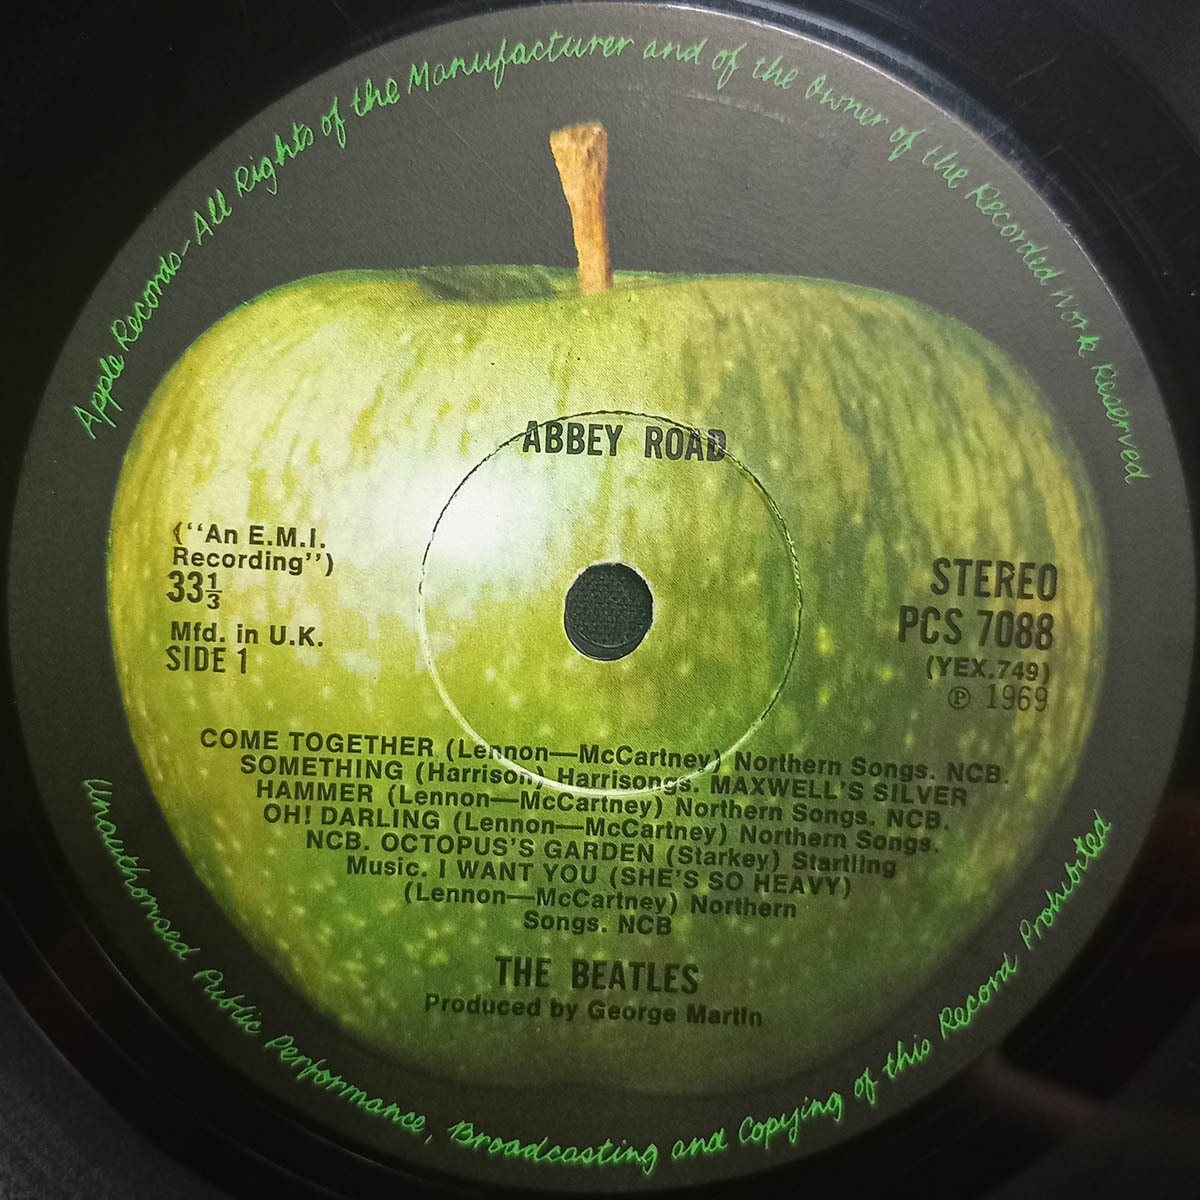 Apple Records—All Rights of the Manufacturer and of the Owner of the Recorded Work Reserved
ABBEY ROAD
(“An E.M.I.
Recording”)
33⅓
Mfd. in U.K.
SIDE 1
STEREO
PCS 7088
(YEX.749)
℗ 1969
COME TOGETHER (Lennon—McCartney) Northern Songs. NCB.
SOMETHING (Harrison) Harrisongs. MAXWELL'S SILVER
HAMMER (Lennon—McCartney) Northern Songs. NCB.
OH! DARLING (Lennon—McCartney) Northern Songs.
NCB. OCTOPUS'S GARDEN (Starkey) Startling
Music. I WANT YOU (SHE'S SO HEAVY)
(Lennon—McCartney) Northern
Songs. NCB
THE BEATLES
Produced by George Martin
Unauthorised Public Performance, Broadcasting and Copying of this Record Prohibited